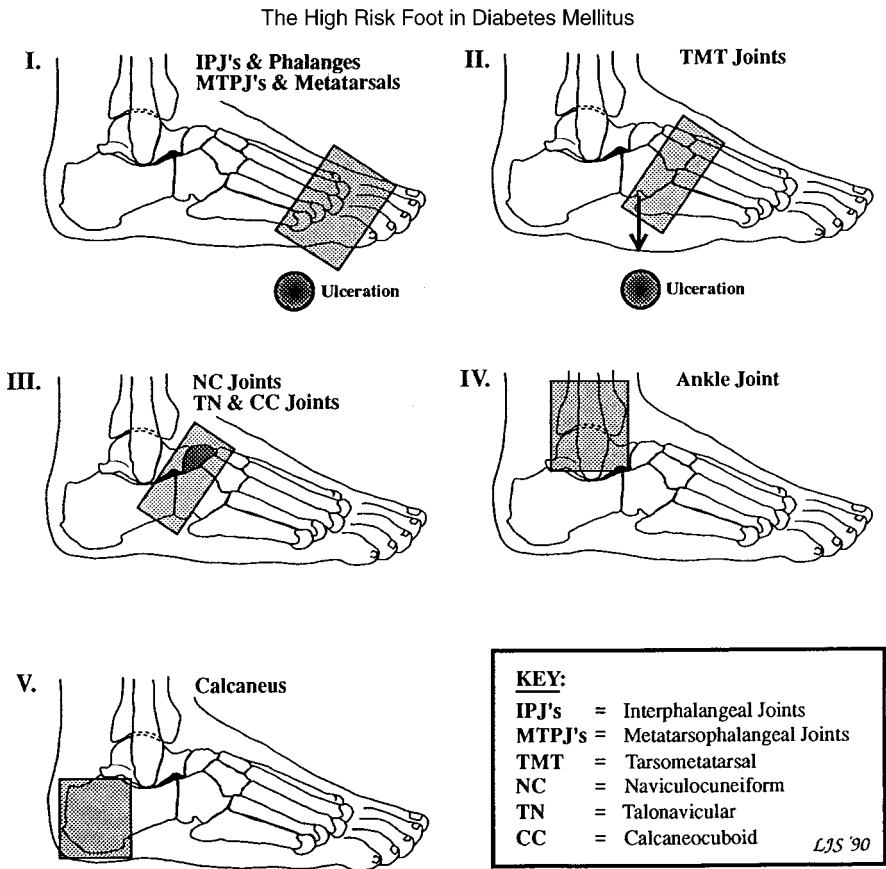 The High Risk Foot in Diabetes Mellitus
I.
IPJ's & Phalanges
MTPJ's & Metatarsals
Ulceration
II.
TMT Joints
Ulceration
III.
NC Joints
TN & CC Joints
IV.
Ankle Joint
V.
Calcaneus
KEY:
IPJ's = Interphalangeal Joints
MTPJ's = Metatarsophalangeal Joints
TMT = Tarsometatarsal
NC = Naviculocuneiform
TN = Talonavicular
CC = Calcaneocuboid
LJS '90